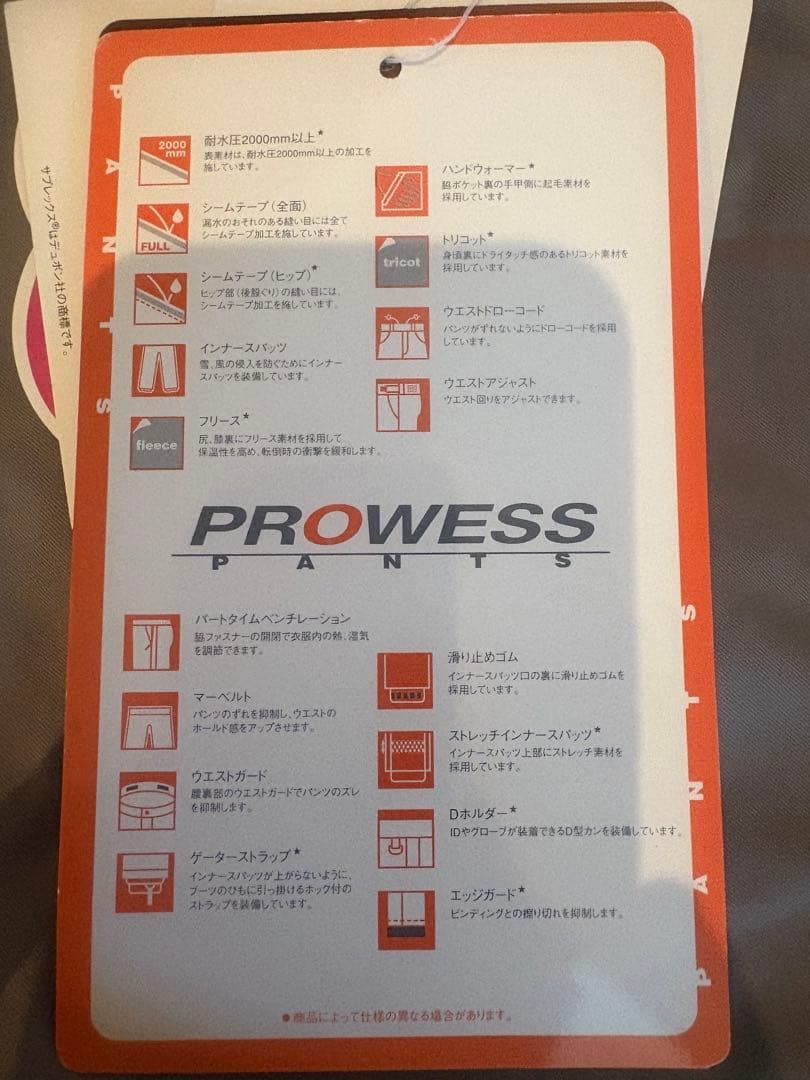 PANTS
サプレックス®はデュポン社の商標です。
2000
mm
耐水圧2000mm以上★
表素材は、耐水圧2000mm以上の加工を
施しています。
FULL
シームテープ(全面)
漏水のおそれのある縫い目には全て
シームテープ加工を施しています。
シームテープ(ヒップ)★
ヒップ部(後股ぐり)の縫い目には、
シームテープ加工を施しています。
インナースパッツ
雪、風の侵入を防ぐためにインナー
スパッツを装備しています。
fleece
フリース★
尻、膝裏にフリース素材を採用して
保温性を高め、転倒時の衝撃を緩和します。
ハンドウォーマー★
脇ポケット裏の手甲側に起毛素材を
採用しています。
tricot
トリコット★
身頃裏にドライタッチ感のあるトリコット素材を
採用しています。
ウエストドローコード
パンツがずれないようにドローコードを採用
しています。
ウエストアジャスト
ウエスト回りをアジャストできます。
PROWESS
PANTS
パートタイムベンチレーション
脇ファスナーの開閉で衣服内の熱、湿気
を調節できます。
マーベルト
パンツのずれを抑制し、ウエストの
ホールド感をアップさせます。
ウエストガード
腰裏部のウエストガードでパンツのズレ
を抑制します。
ゲーターストラップ★
インナースパッツが上がらないように、
ブーツのひもに引っ掛けるホック付の
ストラップを装備しています。
滑り止めゴム
インナースパッツ口の裏に滑り止めゴムを
採用しています。
ストレッチインナースパッツ★
インナースパッツ上部にストレッチ素材を
採用しています。
Dホルダー★
IDやグローブが装着できるD型カンを装備しています。
エッジガード★
ビンディングとの擦り切れを抑制します。
PANTS
●商品によって仕様の異なる場合があります。